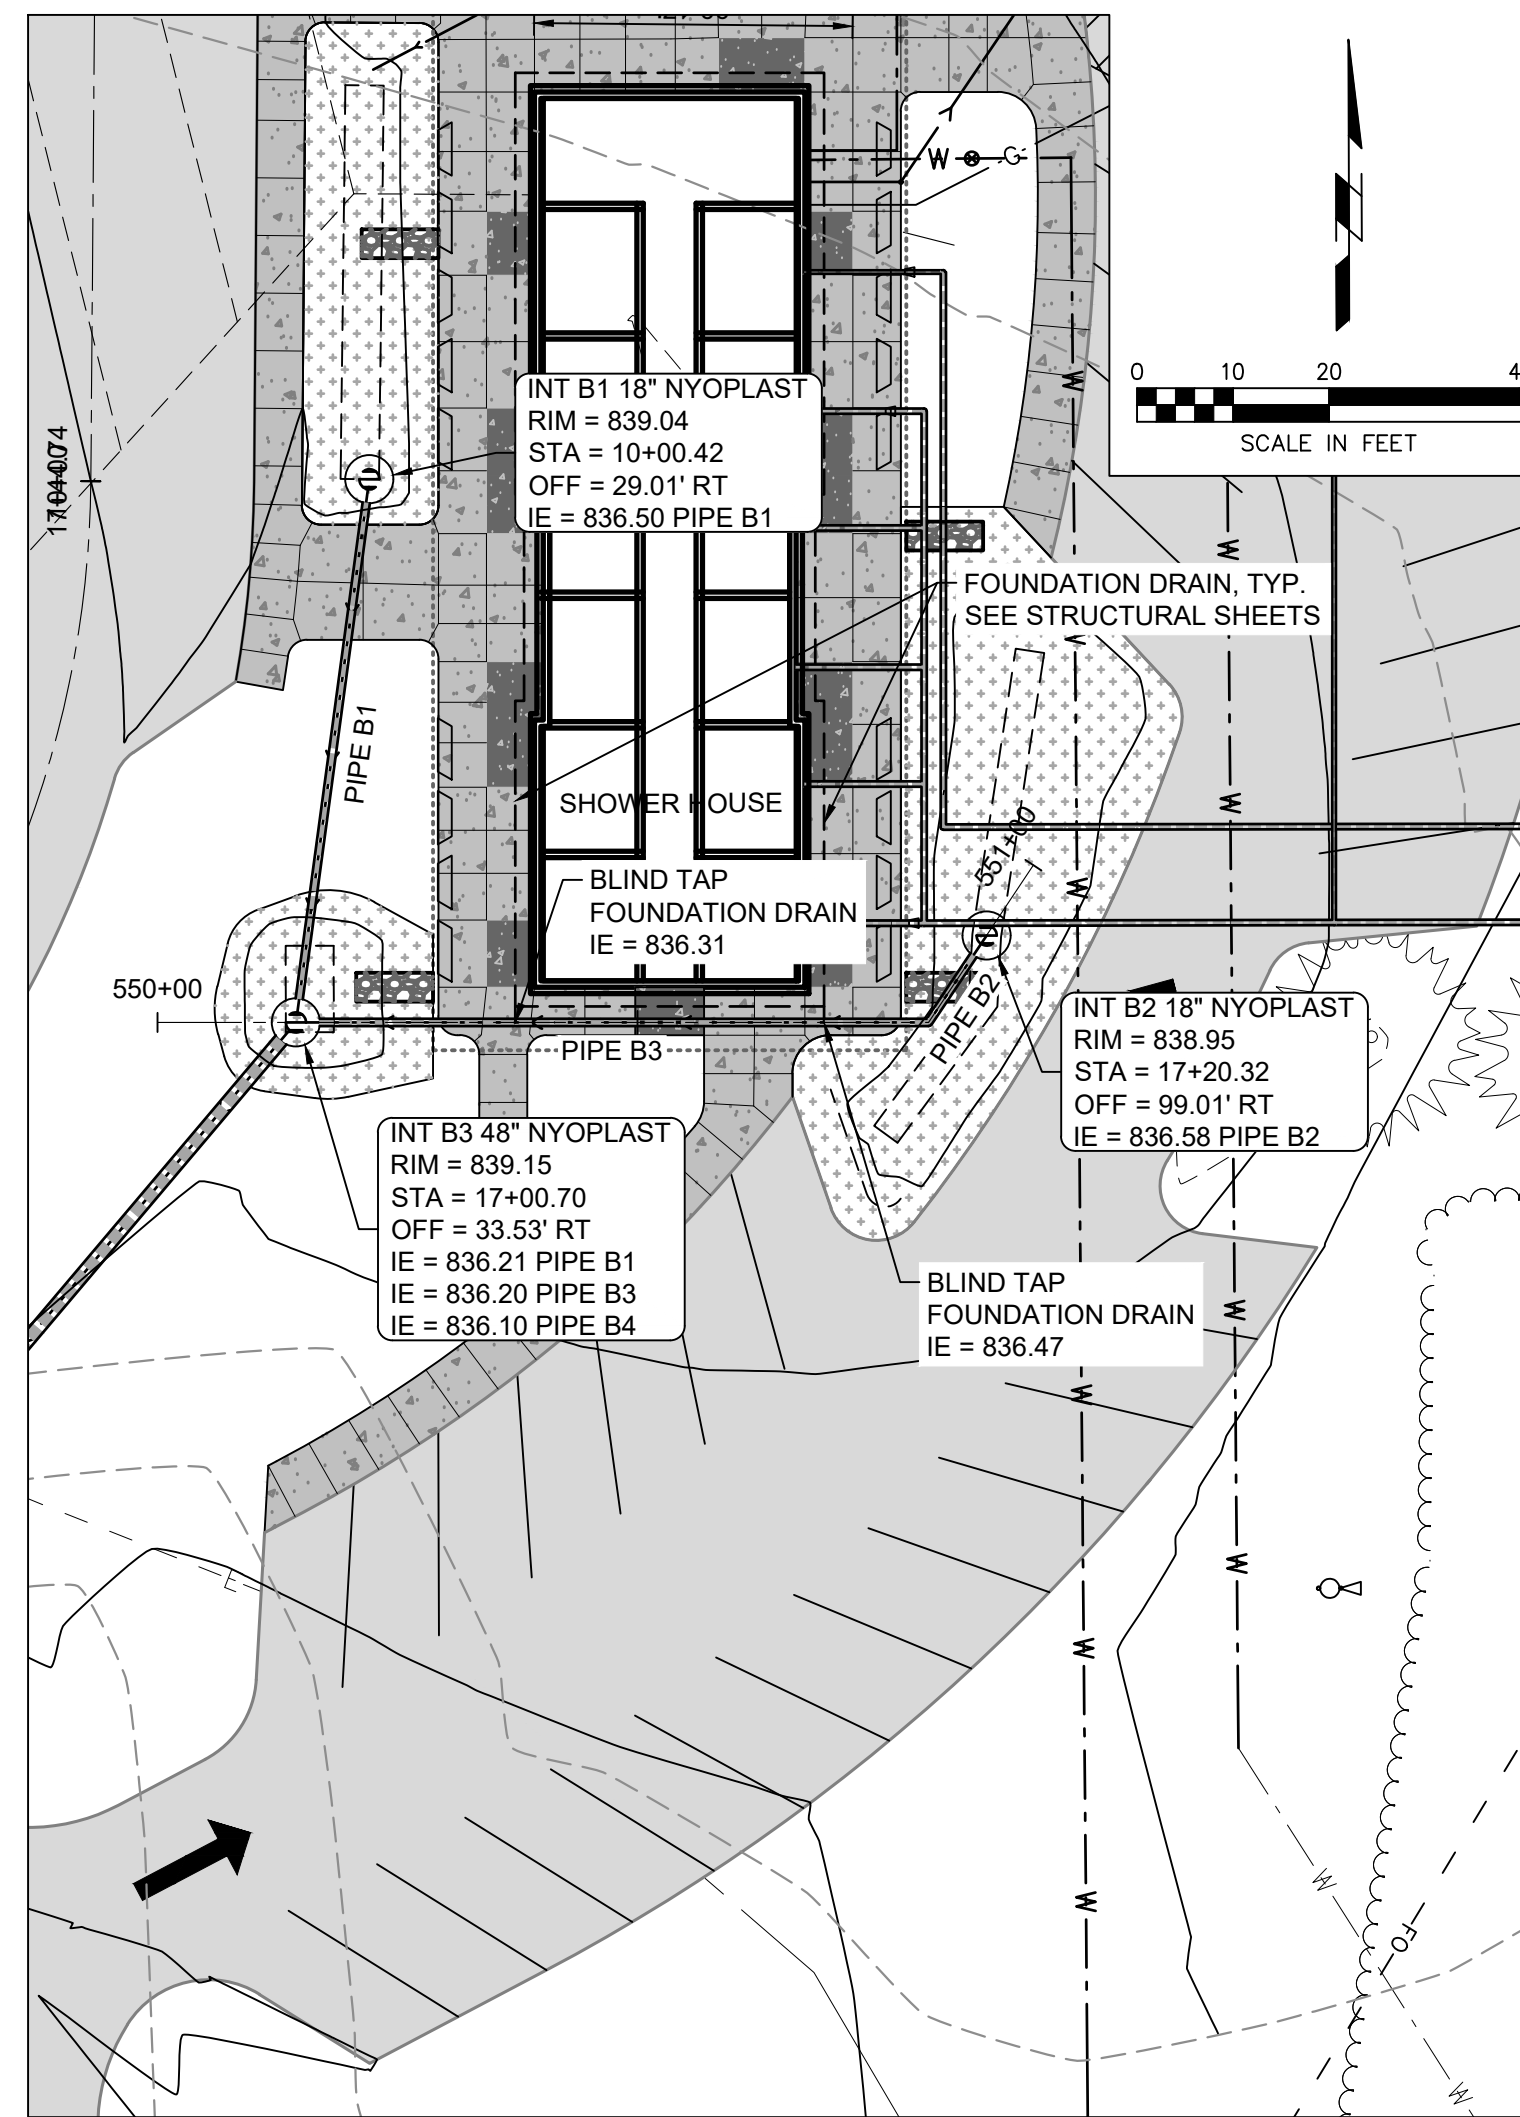 W
G
0 10 20 4
SCALE IN FEET
INT B1 18" NYOPLAST
RIM = 839.04
STA = 10+00.42
OFF = 29.01' RT
IE = 836.50 PIPE B1
W
W
FOUNDATION DRAIN, TYP.
SEE STRUCTURAL SHEETS
PIPE B1
SHOWER HOUSE
W
551+00
W
BLIND TAP
FOUNDATION DRAIN
IE = 836.31
550+00
PIPE B3
PIPE B2
INT B2 18" NYOPLAST
RIM = 838.95
STA = 17+20.32
OFF = 99.01' RT
IE = 836.58 PIPE B2
INT B3 48" NYOPLAST
RIM = 839.15
STA = 17+00.70
OFF = 33.53' RT
IE = 836.21 PIPE B1
IE = 836.20 PIPE B3
IE = 836.10 PIPE B4
BLIND TAP
FOUNDATION DRAIN
IE = 836.47
W
W
W
E
W
W
W
FO
W